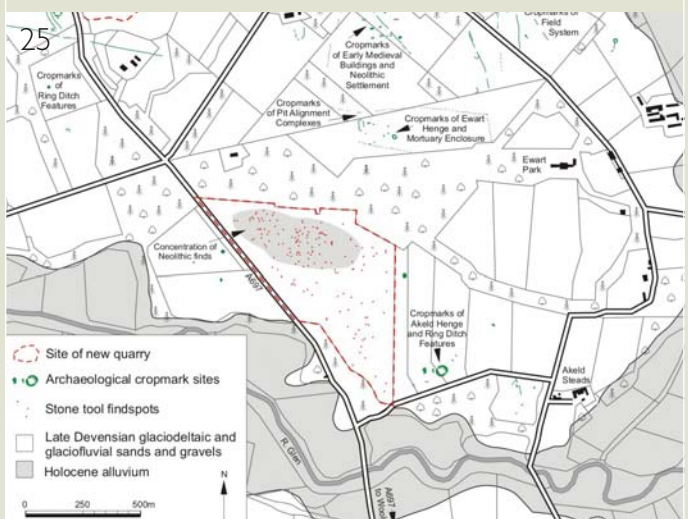 25
Cropmarks
of
Ring Ditch
Features
Cropmarks
of Early Medieval
Buildings and
Neolithic
Settlement
Cropmarks of
Field
System
Cropmarks
of Pit Alignment
Complexes
Cropmarks of Ewart
Henge and
Mortuary Enclosure
Ewart
Park
Concentration of
Neolithic finds
A697
Cropmarks of
Akeld Henge
and Ring Ditch
Features
Akeld
Steads
R. Glen
A697
to Wool
Site of new quarry
Archaeological cropmark sites
Stone tool findspots
Late Devensian glaciodeltaic and
glaciofluvial sands and gravels
Holocene alluvium
N
0 250 500m